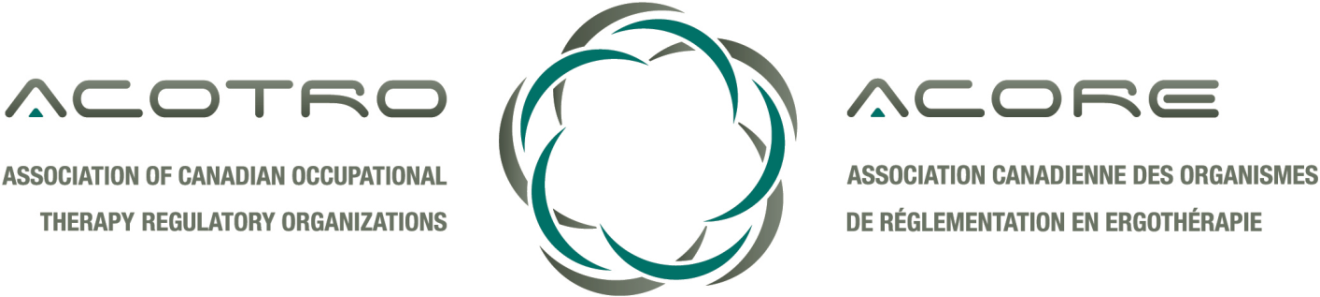 ACOTRO
ASSOCIATION OF CANADIAN OCCUPATIONAL
THERAPY REGULATORY ORGANIZATIONS
ACORE
ASSOCIATION CANADIENNE DES ORGANISMES
DE RÉGLEMENTATION EN ERGOTHÉRAPIE